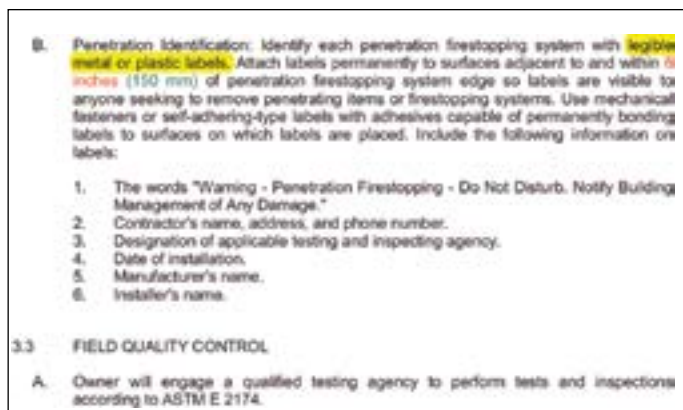 B. Penetration Identification: Identify each penetration firestopping system with legible
metal or plastic labels. Attach labels permanently to surfaces adjacent to and within 6
inches (150 mm) of penetration firestopping system edge so labels are visible to
anyone seeking to remove penetrating items or firestopping systems. Use mechanical
fasteners or self-adhering-type labels with adhesives capable of permanently bonding
labels to surfaces on which labels are placed. Include the following information on
labels:
1. The words "Warning - Penetration Firestopping - Do Not Disturb. Notify Building
Management of Any Damage."
2. Contractor's name, address, and phone number.
3. Designation of applicable testing and inspecting agency.
4. Date of installation.
5. Manufacturer's name.
6. Installer's name.
3.3 FIELD QUALITY CONTROL
A. Owner will engage a qualified testing agency to perform tests and inspections
according to ASTM E 2174.